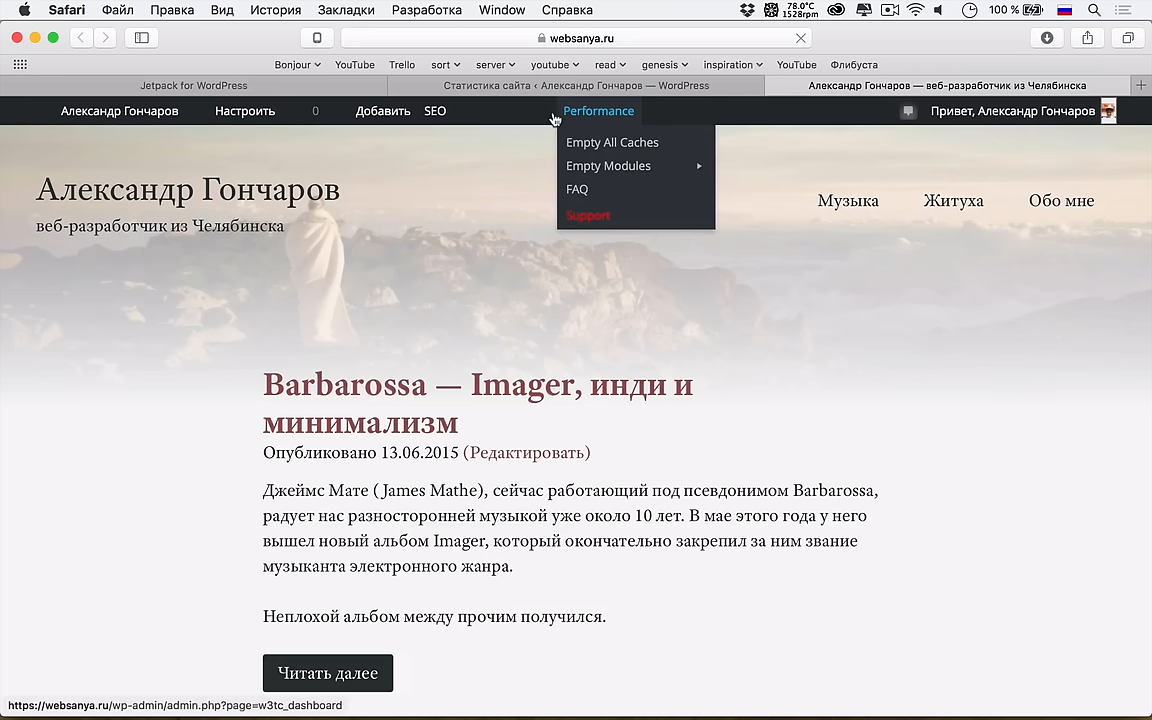 Safari Файл Правка Вид История Закладки Разработка Window Справка 78.0°C 1528rpm 100 %
websanya.ru
Bonjour YouTube Trello sort server youtube read genesis inspiration YouTube Флибуста
Jetpack for WordPress Статистика сайта ‹ Александр Гончаров — WordPress Александр Гончаров — веб-разработчик из Челябинска
Александр Гончаров Настроить 0 Добавить SEO Performance Привет, Александр Гончаров
Empty All Caches
Empty Modules
FAQ
Support
Александр Гончаров
веб-разработчик из Челябинска
Музыка Житуха Обо мне
Barbarossa — Imager, инди и
минимализм
Опубликовано 13.06.2015 (Редактировать)
Джеймс Мате ( James Mathe), сейчас работающий под псевдонимом Barbarossa,
радует нас разносторонней музыкой уже около 10 лет. В мае этого года у него
вышел новый альбом Imager, который окончательно закрепил за ним звание
музыканта электронного жанра.
Неплохой альбом между прочим получился.
Читать далее
https://websanya.ru/wp-admin/admin.php?page=w3tc_dashboard